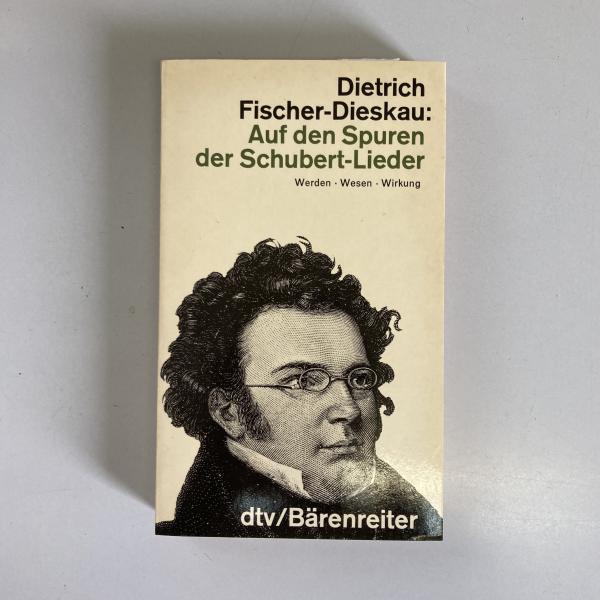 Dietrich
Fischer-Dieskau:
Auf den Spuren
der Schubert-Lieder
Werden · Wesen · Wirkung
dtv/Bärenreiter